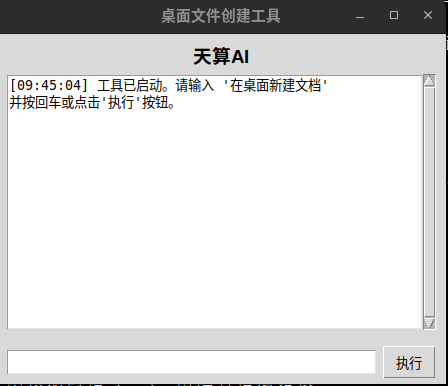 桌面文件创建工具
天算AI
[09:45:04] 工具已启动。请输入 '在桌面新建文档'
并按回车或点击'执行'按钮。
执行